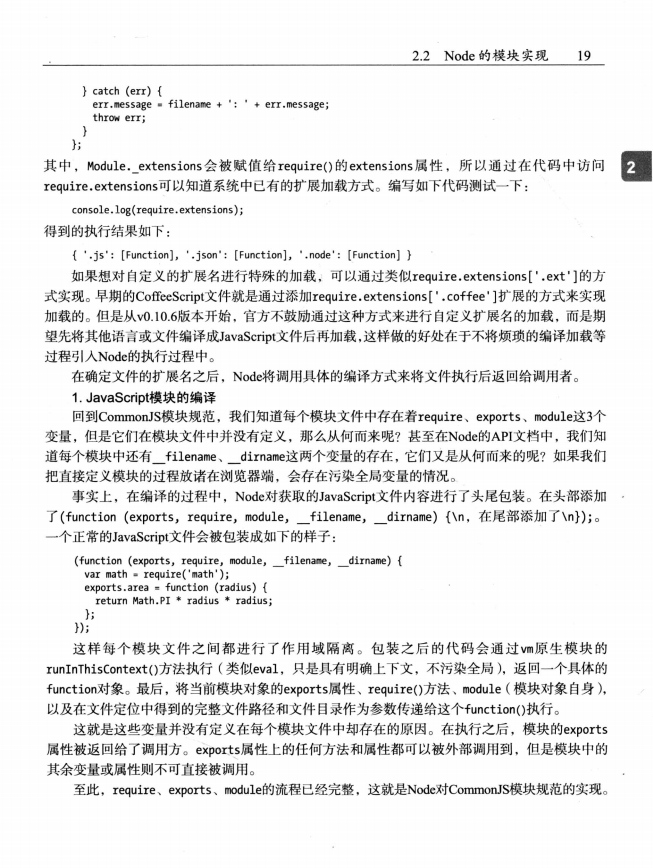 2.2 Node 的模块实现 19
} catch (err) {
err.message = filename + ': ' + err.message;
throw err;
}
};
其中，Module._extensions会被赋值给require()的extensions属性，所以通过在代码中访问
2
require.extensions可以知道系统中已有的扩展加载方式。编写如下代码测试一下：
console.log(require.extensions);
得到的执行结果如下：
{ '.js': [Function], '.json': [Function], '.node': [Function] }
如果想对自定义的扩展名进行特殊的加载，可以通过类似require.extensions['.ext']的方
式实现。早期的CoffeeScript文件就是通过添加require.extensions['.coffee']扩展的方式来实现
加载的。但是从v0.10.6版本开始，官方不鼓励通过这种方式来进行自定义扩展名的加载，而是期
望先将其他语言或文件编译成JavaScript文件后再加载，这样做的好处在于不将烦琐的编译加载等
过程引入Node的执行过程中。
在确定文件的扩展名之后，Node将调用具体的编译方式来将文件执行后返回给调用者。
1. JavaScript模块的编译
回到CommonJS模块规范，我们知道每个模块文件中存在着require、exports、module这3个
变量，但是它们在模块文件中并没有定义，那么从何而来呢？甚至在Node的API文档中，我们知
道每个模块中还有__filename、__dirname这两个变量的存在，它们又是从何而来的呢？如果我们
把直接定义模块的过程放诸在浏览器端，会存在污染全局变量的情况。
事实上，在编译的过程中，Node对获取的JavaScript文件内容进行了头尾包装。在头部添加
了(function (exports, require, module, __filename, __dirname) {\n，在尾部添加了\n});。
一个正常的JavaScript文件会被包装成如下的样子：
(function (exports, require, module, __filename, __dirname) {
var math = require('math');
exports.area = function (radius) {
return Math.PI * radius * radius;
};
});
这样每个模块文件之间都进行了作用域隔离。包装之后的代码会通过vm原生模块的
runInThisContext()方法执行（类似eval，只是具有明确上下文，不污染全局），返回一个具体的
function对象。最后，将当前模块对象的exports属性、require()方法、module（模块对象自身），
以及在文件定位中得到的完整文件路径和文件目录作为参数传递给这个function()执行。
这就是这些变量并没有定义在每个模块文件中却存在的原因。在执行之后，模块的exports
属性被返回给了调用方。exports属性上的任何方法和属性都可以被外部调用到，但是模块中的
其余变量或属性则不可直接被调用。
至此，require、exports、module的流程已经完整，这就是Node对CommonJS模块规范的实现。